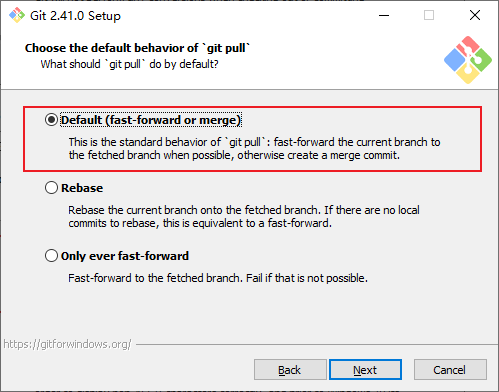 Git 2.41.0 Setup
Choose the default behavior of `git pull`
What should `git pull` do by default?
Default (fast-forward or merge)
This is the standard behavior of `git pull`: fast-forward the current branch to
the fetched branch when possible, otherwise create a merge commit.
Rebase
Rebase the current branch onto the fetched branch. If there are no local
commits to rebase, this is equivalent to a fast-forward.
Only ever fast-forward
Fast-forward to the fetched branch. Fail if that is not possible.
https://gitforwindows.org/
Back Next Cancel